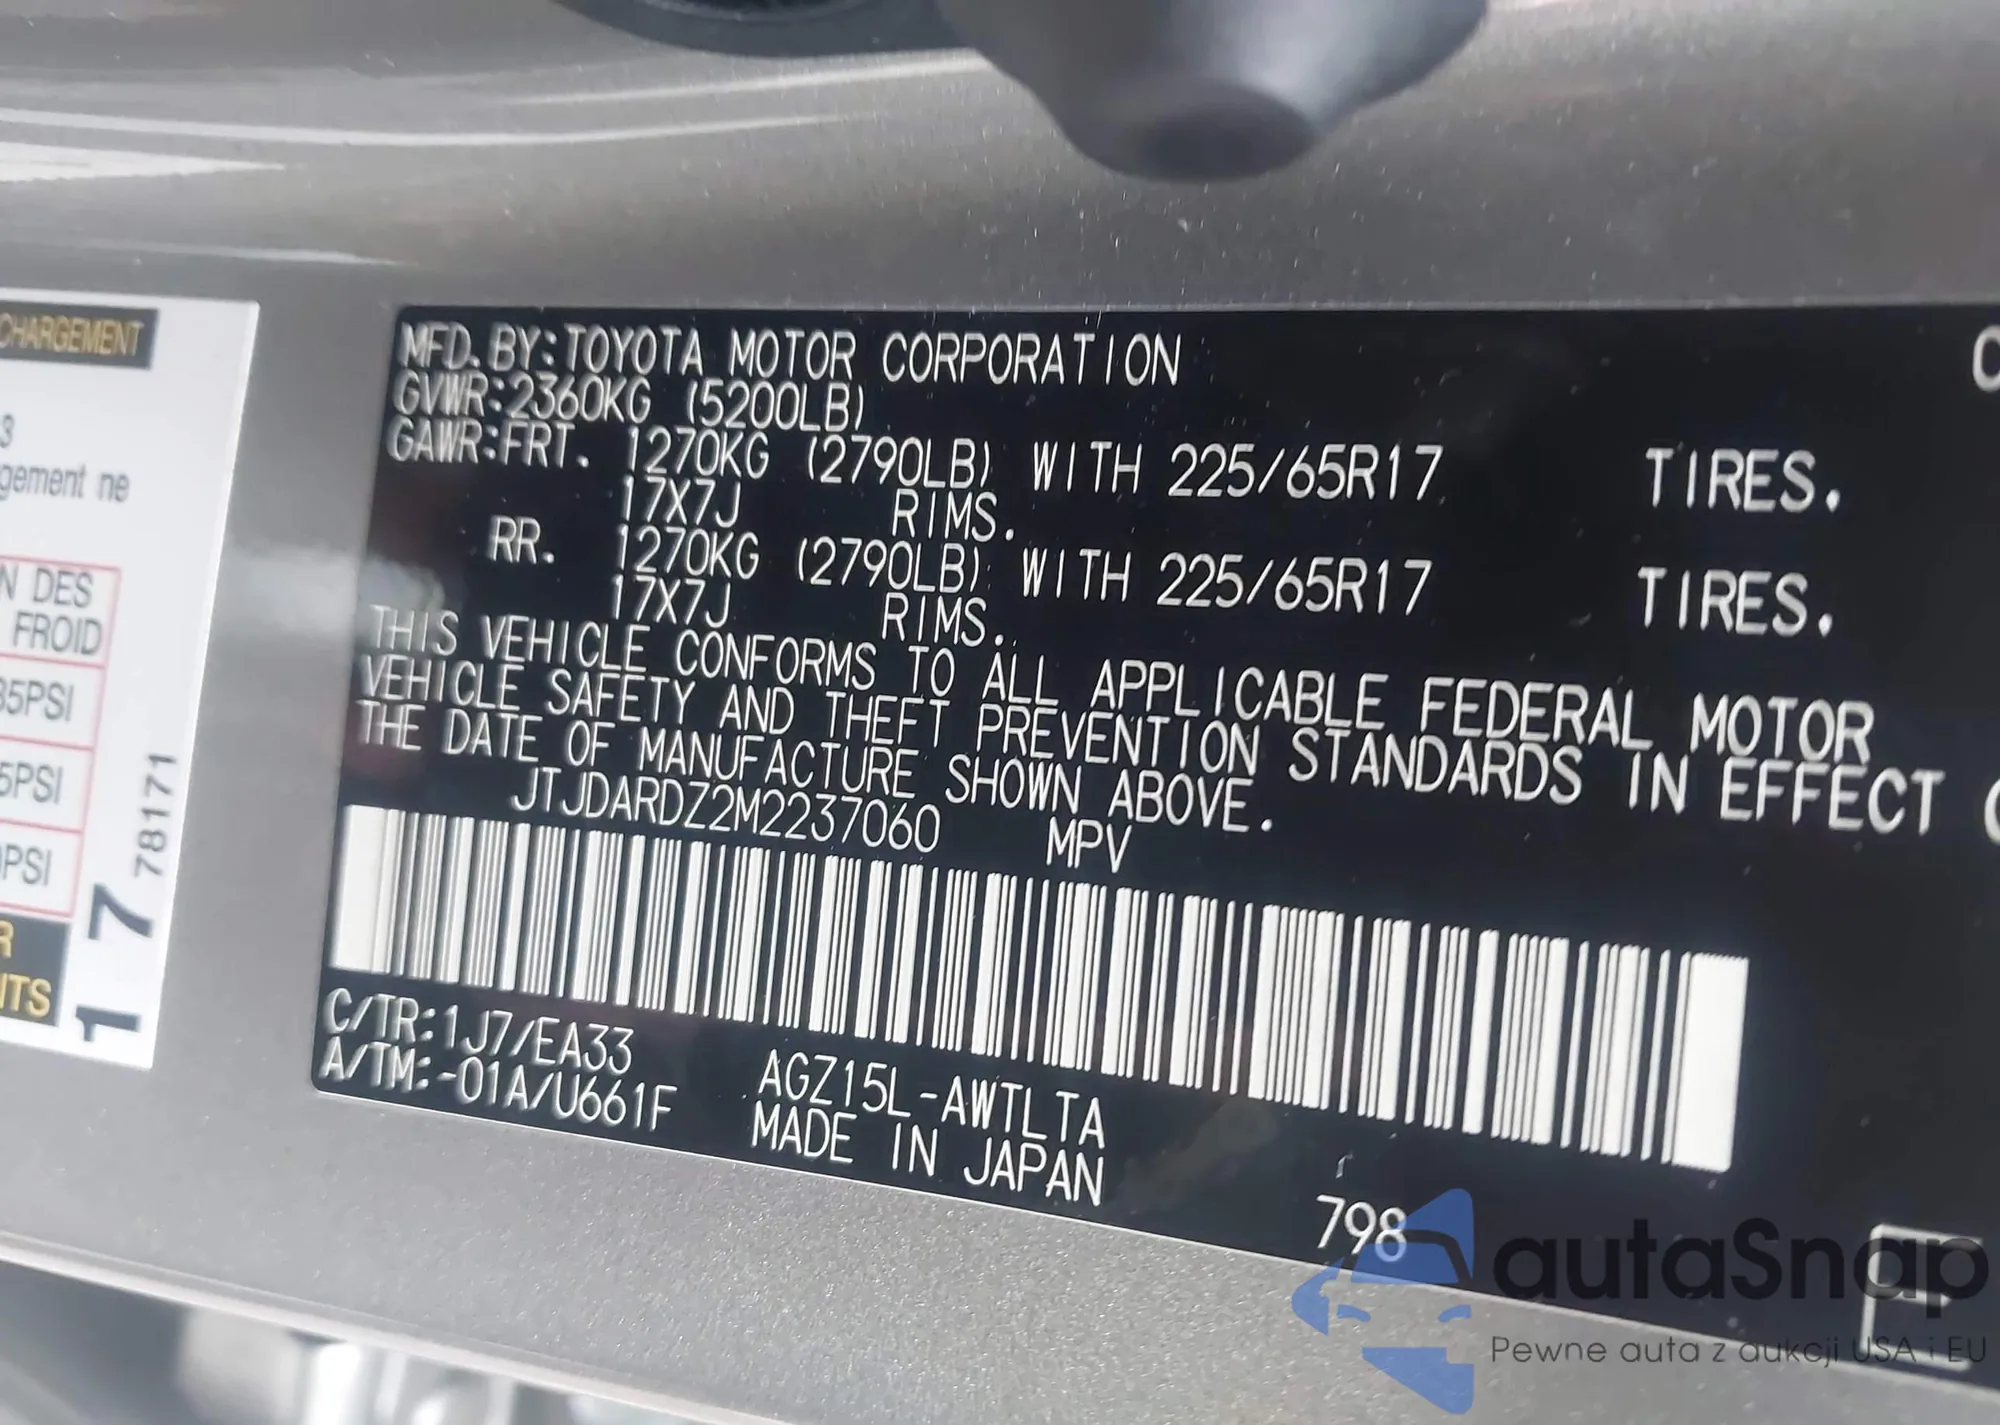 CHARGEMENT
3
gement ne
N DES
FROID
35PSI
5PSI
PSI
R
NTS
1 7 78171
MFD. BY: TOYOTA MOTOR CORPORATION
GVWR: 2360KG (5200LB)
GAWR: FRT. 1270KG (2790LB) WITH 225/65R17 TIRES.
17X7J RIMS.
RR. 1270KG (2790LB) WITH 225/65R17 TIRES.
17X7J RIMS.
THIS VEHICLE CONFORMS TO ALL APPLICABLE FEDERAL MOTOR
VEHICLE SAFETY AND THEFT PREVENTION STANDARDS IN EFFECT
THE DATE OF MANUFACTURE SHOWN ABOVE.
JTJDARDZ2M2237060 MPV
C/TR: 1J7/EA33 AGZ15L-AWTLTA
A/TM: -01A/U661F MADE IN JAPAN
798
autaSnap
Pewne auta z aukcji USA i EU